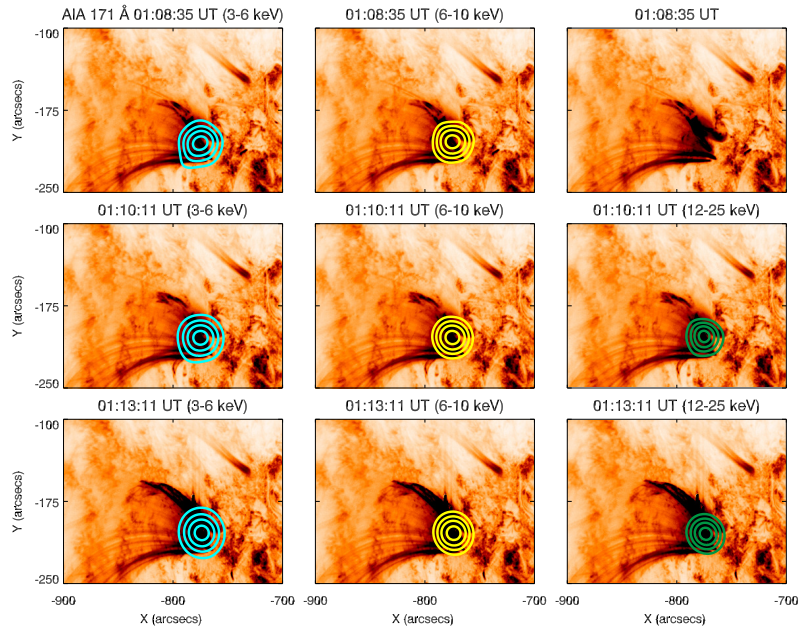 AIA 171 Å 01:08:35 UT (3-6 keV)
01:08:35 UT (6-10 keV)
01:08:35 UT
-100
-175
-250
Y (arcsecs)
01:10:11 UT (3-6 keV)
01:10:11 UT (6-10 keV)
01:10:11 UT (12-25 keV)
-100
-175
-250
Y (arcsecs)
01:13:11 UT (3-6 keV)
01:13:11 UT (6-10 keV)
01:13:11 UT (12-25 keV)
-100
-175
-250
Y (arcsecs)
-900 -800 -700 -800 -700 -800 -700
X (arcsecs) X (arcsecs) X (arcsecs)